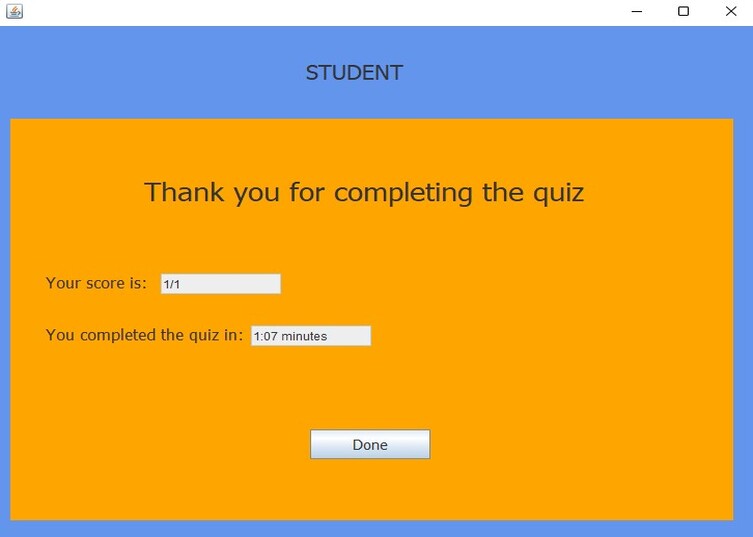 STUDENT
Thank you for completing the quiz
Your score is: 1/1
You completed the quiz in: 1:07 minutes
Done